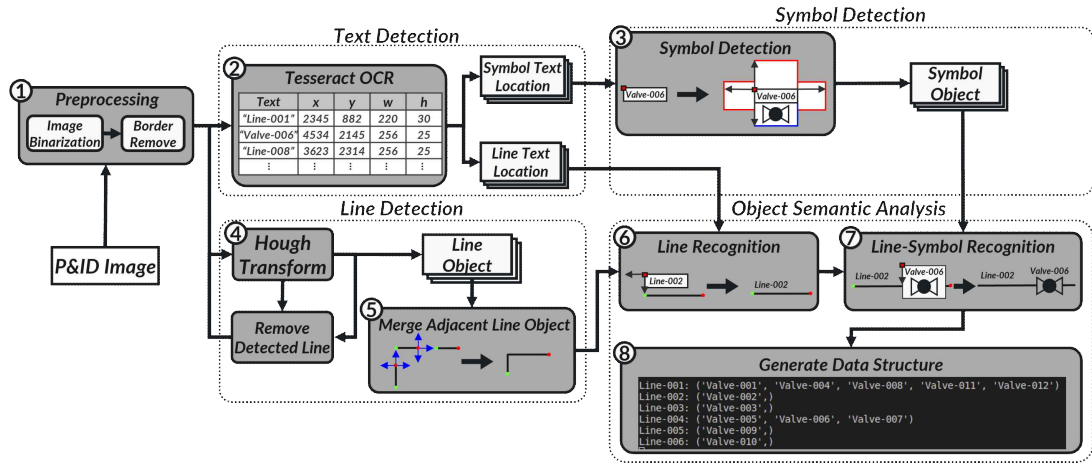 Symbol Detection
Text Detection
1
Preprocessing
Image
Binarization
Border
Remove
P&ID Image
2
Tesseract OCR
Text x y w h
"Line-001" 2345 882 220 30
"Valve-006" 4534 2145 256 25
"Line-008" 3623 2314 256 25
⋮ ⋮ ⋮ ⋮ ⋮
Symbol Text
Location
Line Text
Location
3
Symbol Detection
Valve-006
Valve-006
Symbol
Object
Line Detection
4
Hough
Transform
Remove
Detected Line
Line
Object
5
Merge Adjacent Line Object
Object Semantic Analysis
6
Line Recognition
Line-002
Line-002
7
Line-Symbol Recognition
Line-002
Valve-006
Line-002
Valve-006
8
Generate Data Structure
Line-001: ('Valve-001', 'Valve-004', 'Valve-008', 'Valve-011', 'Valve-012')
Line-002: ('Valve-002',)
Line-003: ('Valve-003',)
Line-004: ('Valve-005', 'Valve-006', 'Valve-007')
Line-005: ('Valve-009',)
Line-006: ('Valve-010',)